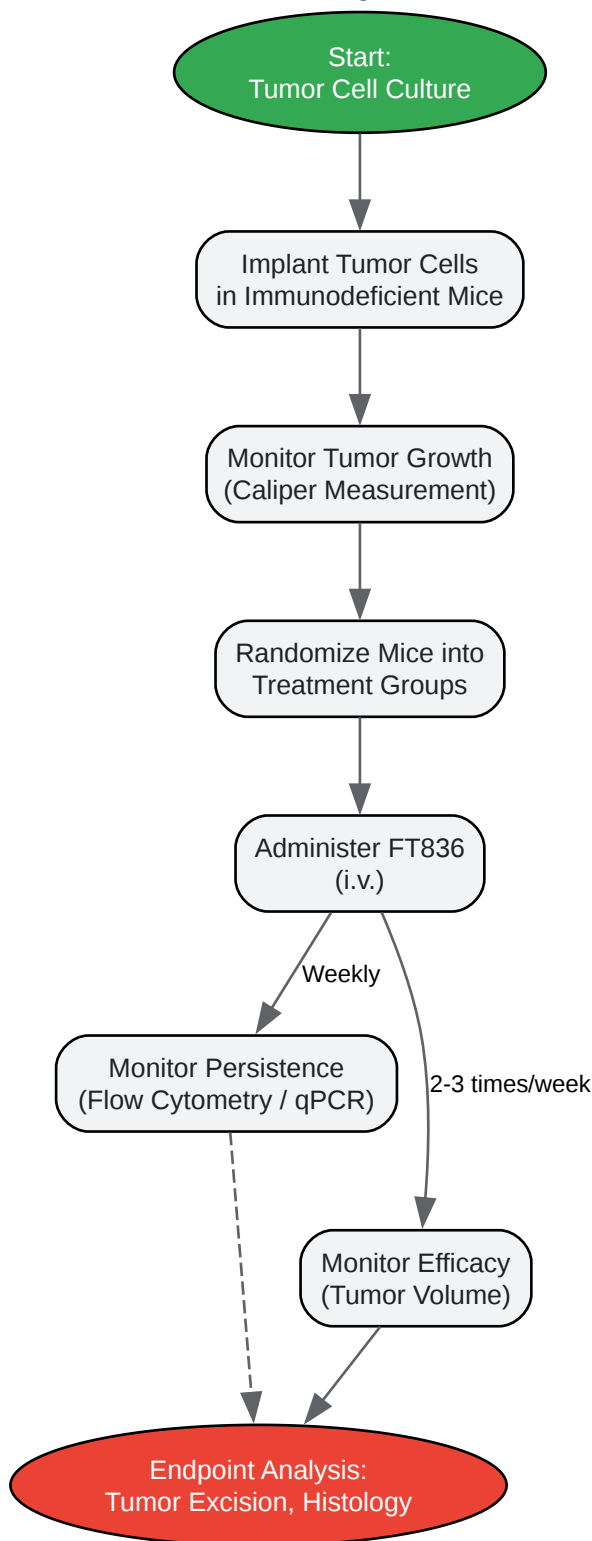 Start:
Tumor Cell Culture
Implant Tumor Cells
in Immunodeficient Mice
Monitor Tumor Growth
(Caliper Measurement)
Randomize Mice into
Treatment Groups
Administer FT836
(i.v.)
Weekly
Monitor Persistence
(Flow Cytometry / qPCR)
2-3 times/week
Monitor Efficacy
(Tumor Volume)
Endpoint Analysis:
Tumor Excision, Histology